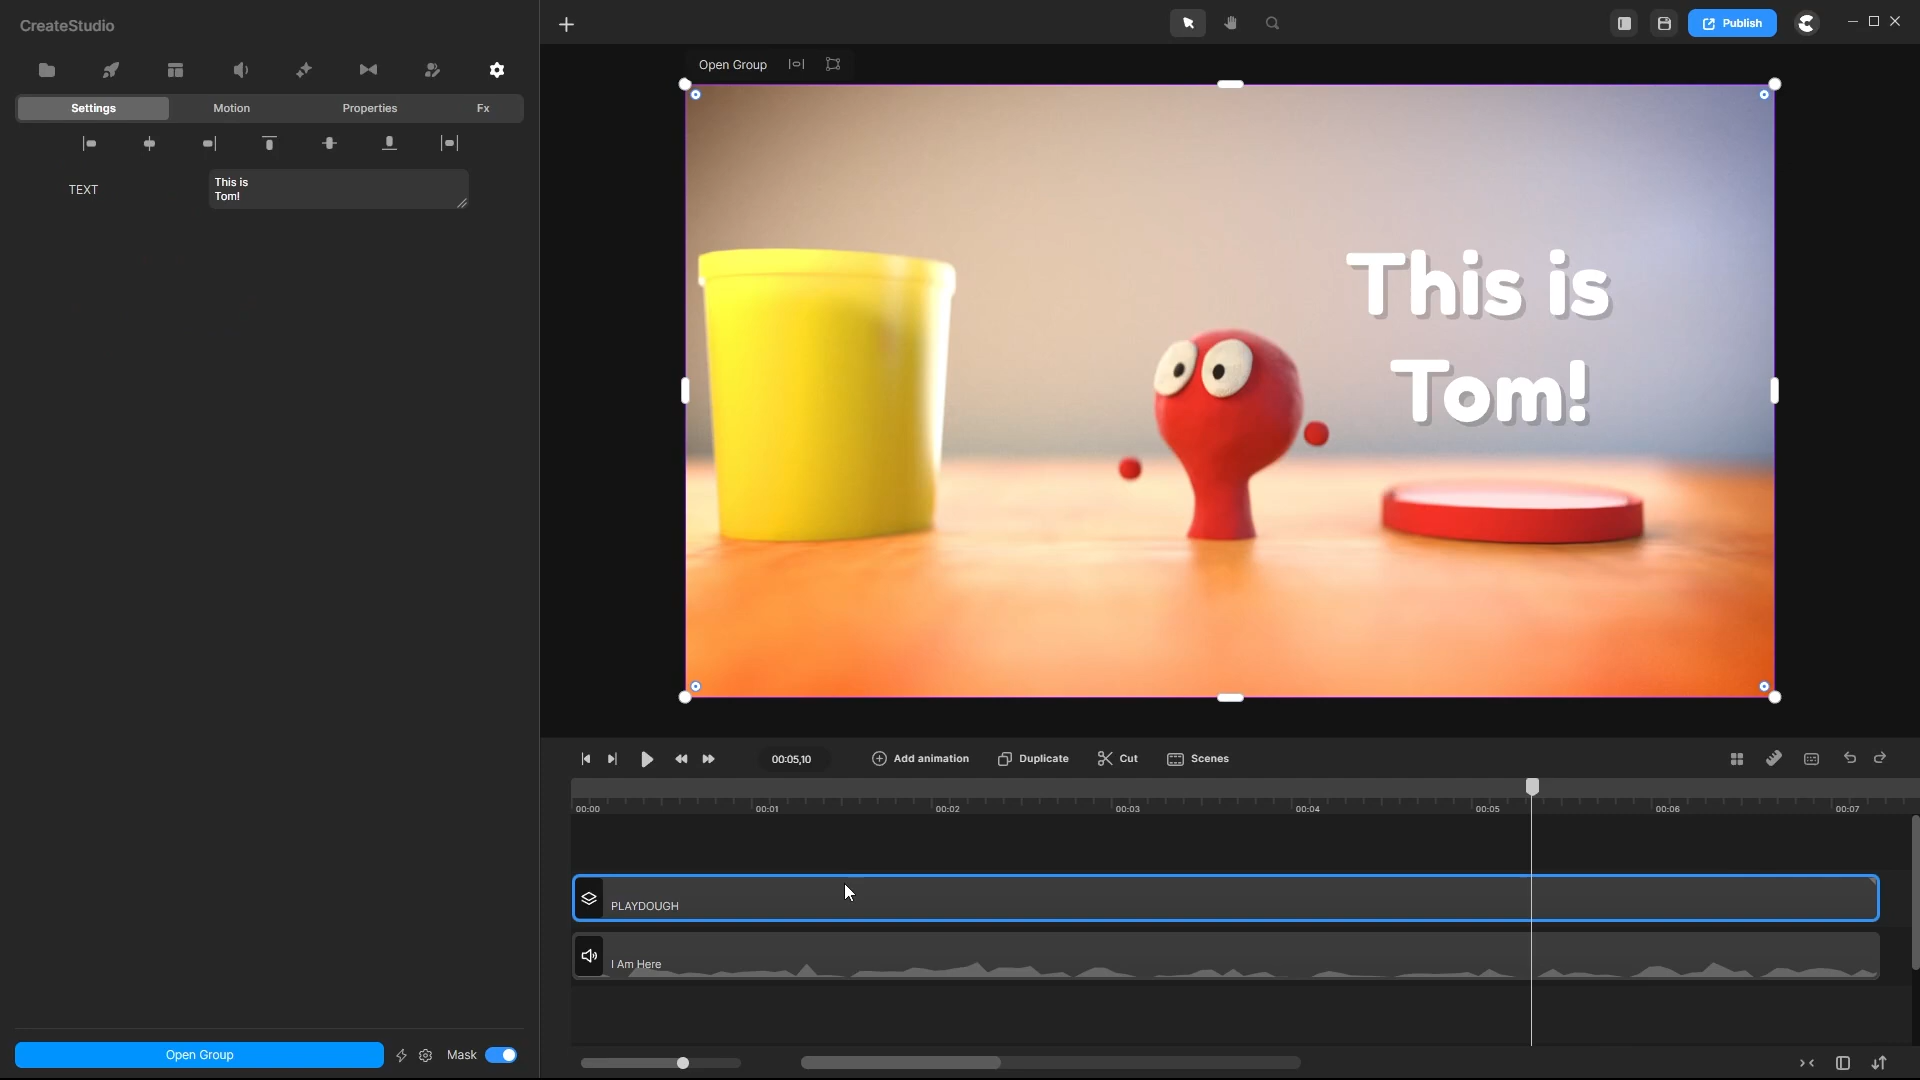 CreateStudio
Publish
Open Group
Settings
Motion
Properties
Fx
TEXT
This is
Tom!
This is
Tom!
00:05,10
Add animation
Duplicate
Cut
Scenes
00:00
00:01
00:02
00:03
00:04
00:05
00:06
00:07
PLAYDOUGH
I Am Here
Open Group
Mask